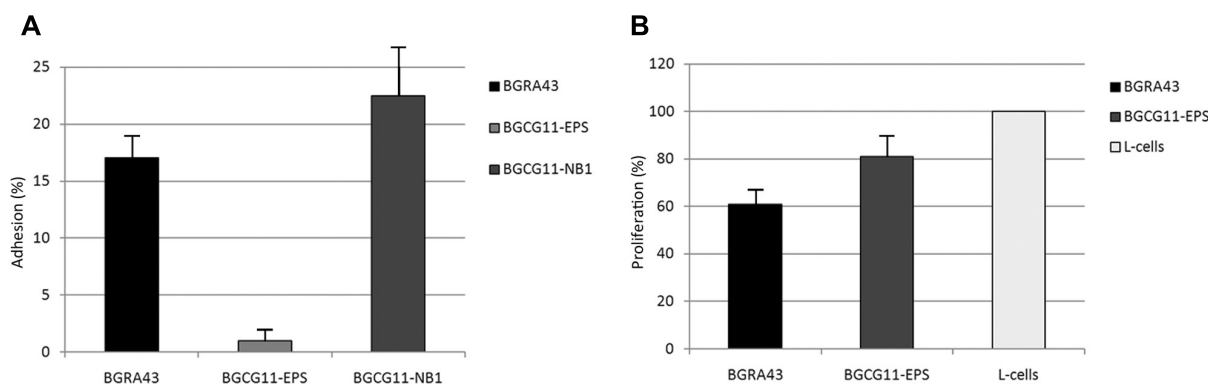 A
Adhesion (%)
25
20
15
10
5
0
BGRA43
BGCG11-EPS
BGCG11-NB1
BGRA43
BGCG11-EPS
BGCG11-NB1
B
Proliferation (%)
120
100
80
60
40
20
0
BGRA43
BGCG11-EPS
L-cells
BGRA43
BGCG11-EPS
L-cells